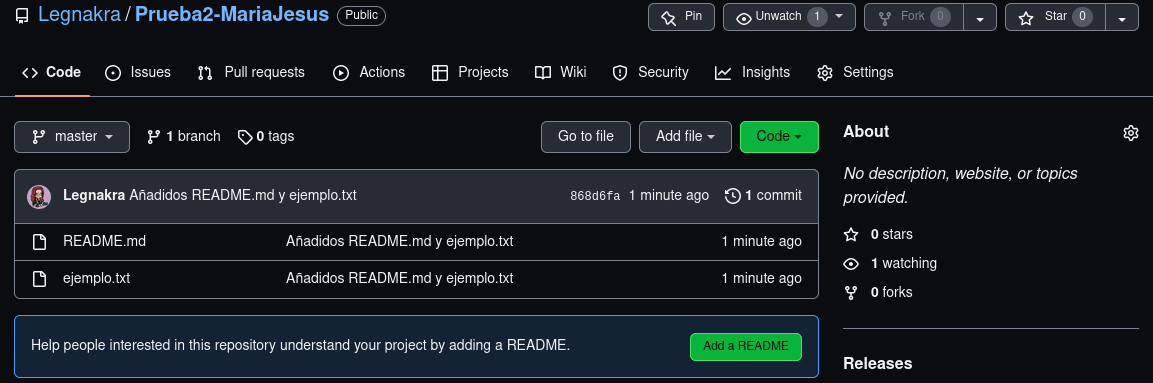 Legnakra / Prueba2-MariaJesus Public Pin Unwatch 1 Fork 0 Star 0
Code Issues Pull requests Actions Projects Wiki Security Insights Settings
master 1 branch 0 tags Go to file Add file Code
Legnakra Añadidos README.md y ejemplo.txt 868d6fa 1 minute ago 1 commit
README.md Añadidos README.md y ejemplo.txt 1 minute ago
ejemplo.txt Añadidos README.md y ejemplo.txt 1 minute ago
Help people interested in this repository understand your project by adding a README. Add a README
About
No description, website, or topics
provided.
0 stars
1 watching
0 forks
Releases